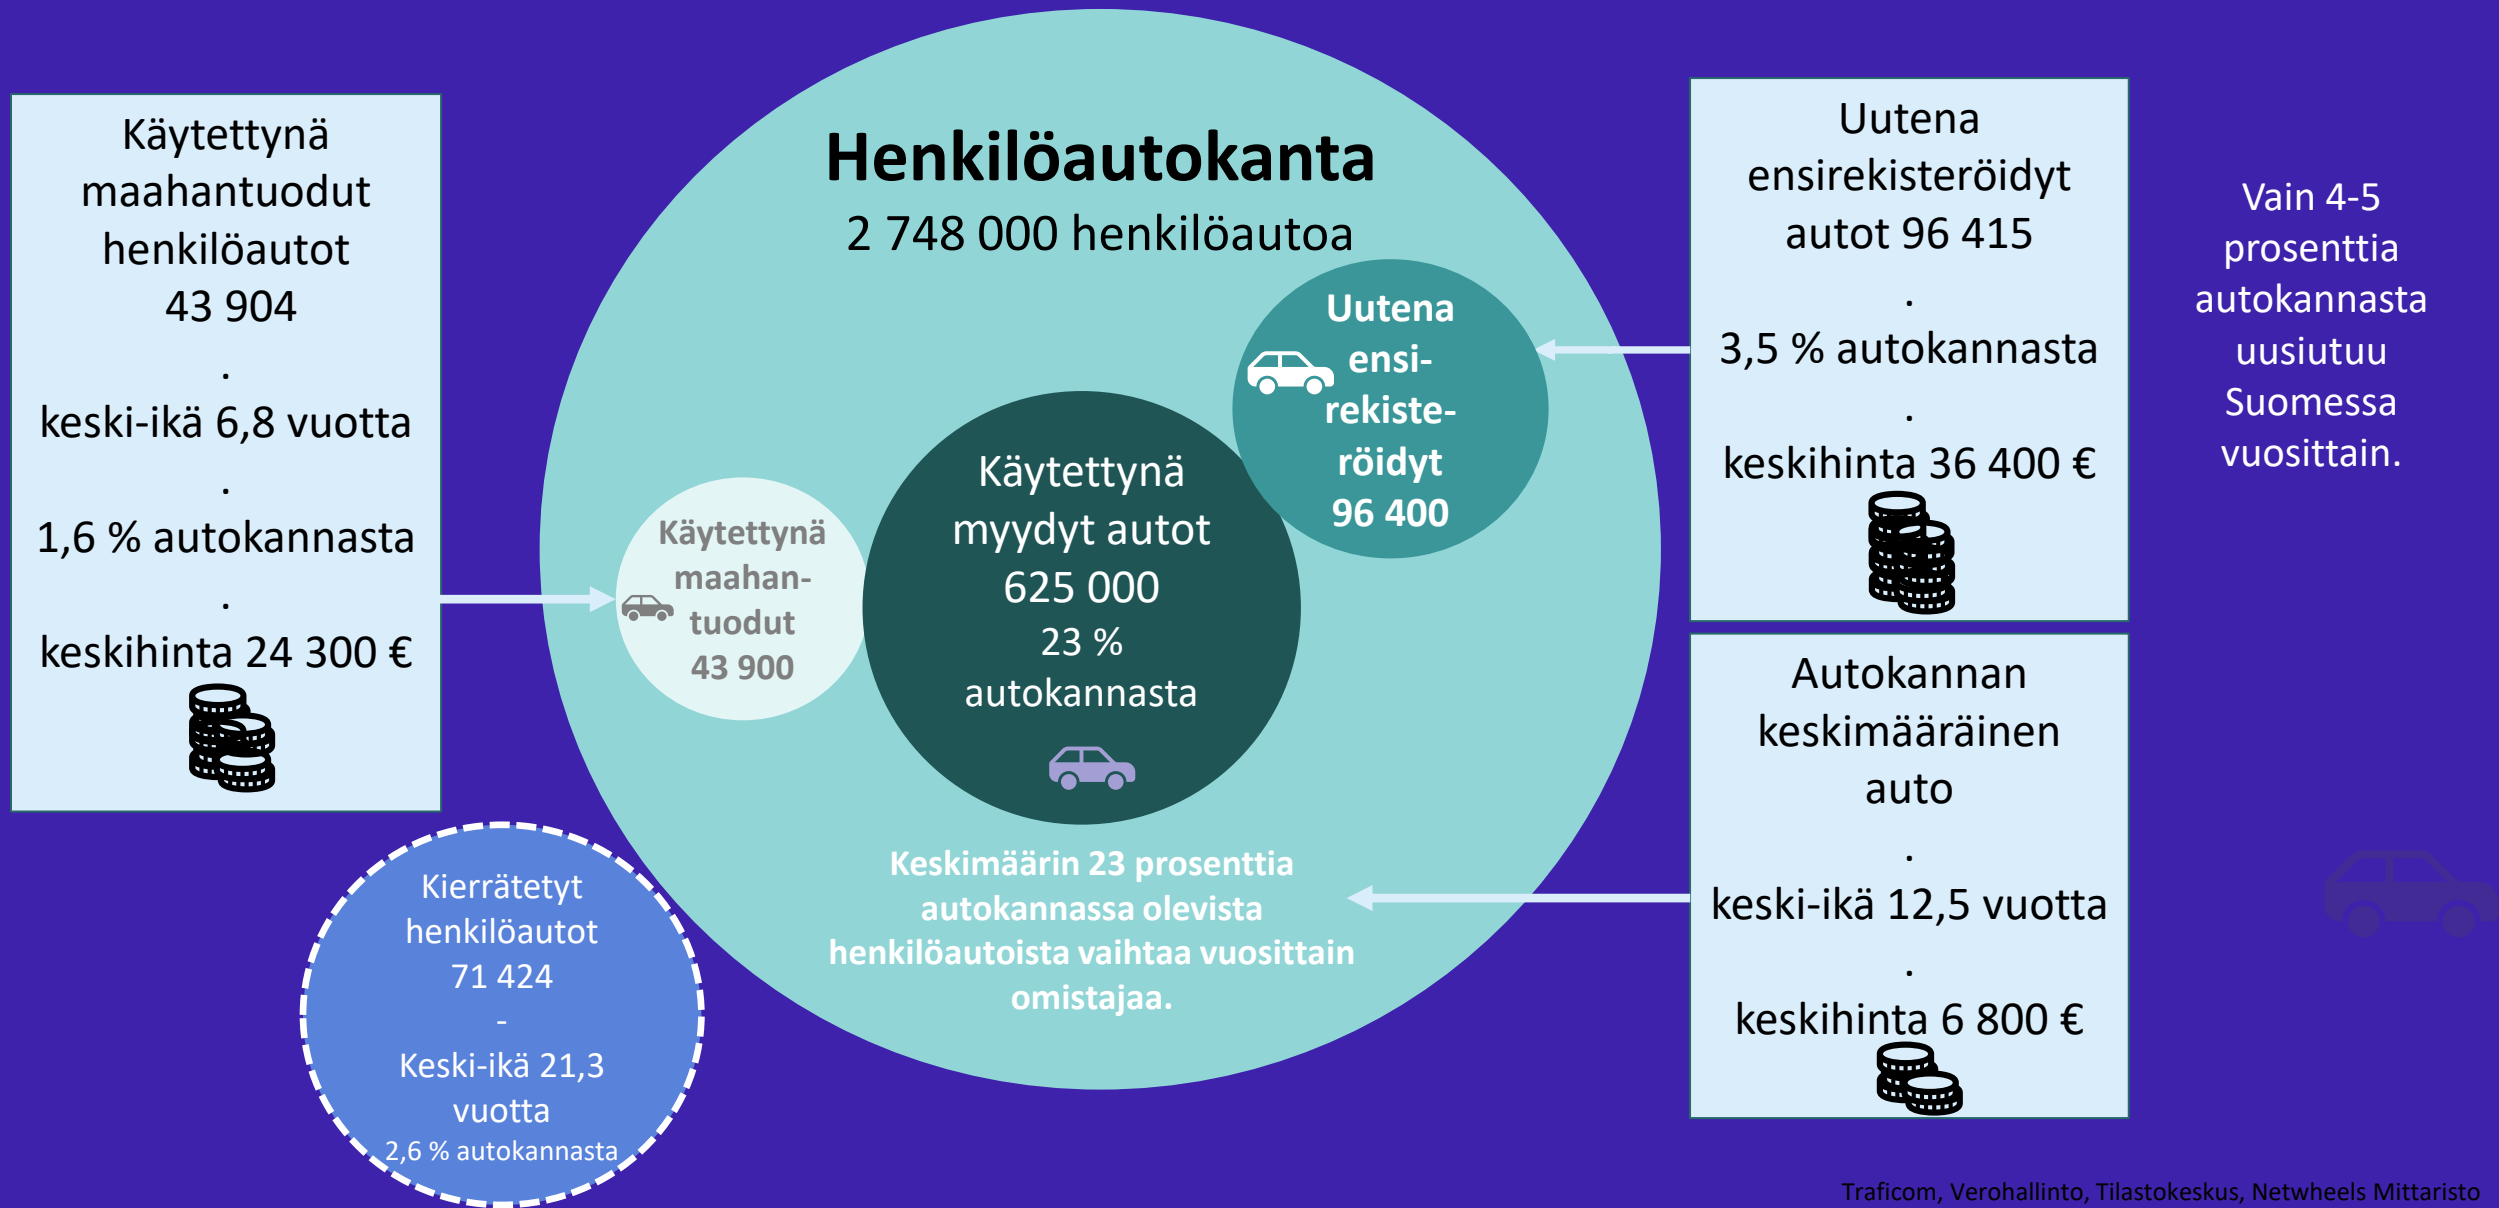 Käytettynä
maahantuodut
henkilöautot
43 904
.
keski-ikä 6,8 vuotta
.
1,6 % autokannasta
.
keskihinta 24 300 €
Henkilöautokanta
2 748 000 henkilöautoa
Uutena
ensi-
rekiste-
röidyt
96 400
Käytettynä
maahan-
tuodut
43 900
Käytettynä
myydyt autot
625 000
23 %
autokannasta
Keskimäärin 23 prosenttia
autokannassa olevista
henkilöautoista vaihtaa vuosittain
omistajaa.
Kierrätetyt
henkilöautot
71 424
-
Keski-ikä 21,3
vuotta
2,6 % autokannasta
Uutena
ensirekisteröidyt
autot 96 415
.
3,5 % autokannasta
.
keskihinta 36 400 €
Autokannan
keskimääräinen
auto
.
keski-ikä 12,5 vuotta
.
keskihinta 6 800 €
Vain 4-5
prosenttia
autokannasta
uusiutuu
Suomessa
vuosittain.
Traficom, Verohallinto, Tilastokeskus, Netwheels Mittaristo